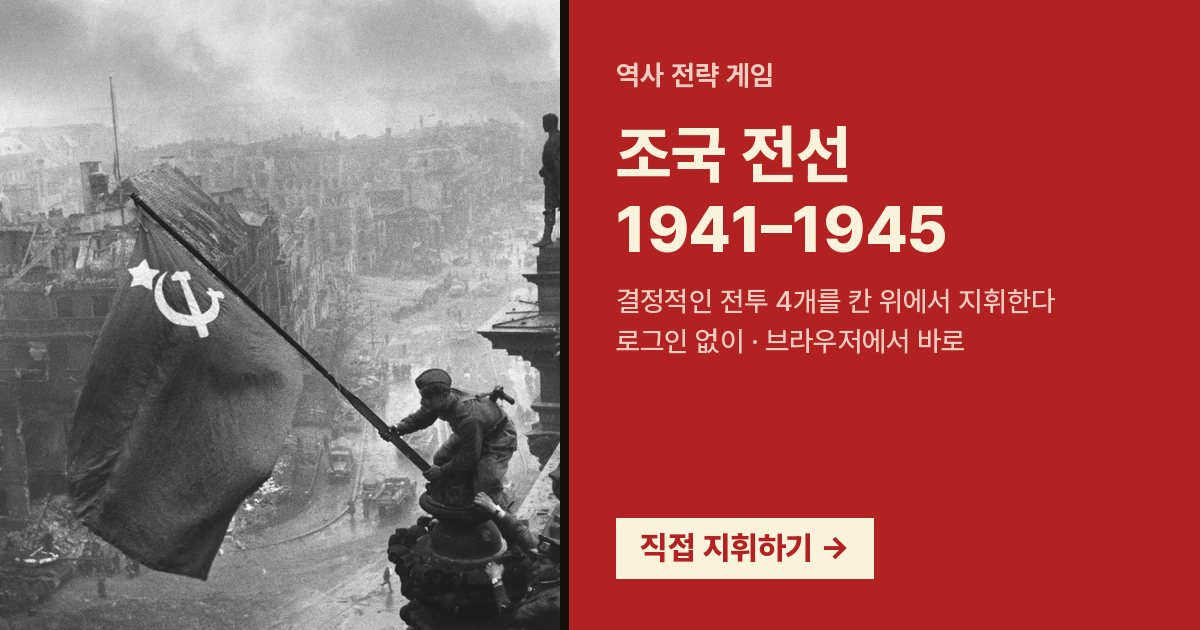 역사 전략 게임
조국 전선
1941–1945
결정적인 전투 4개를 칸 위에서 지휘한다
로그인 없이 · 브라우저에서 바로
직접 지휘하기 →